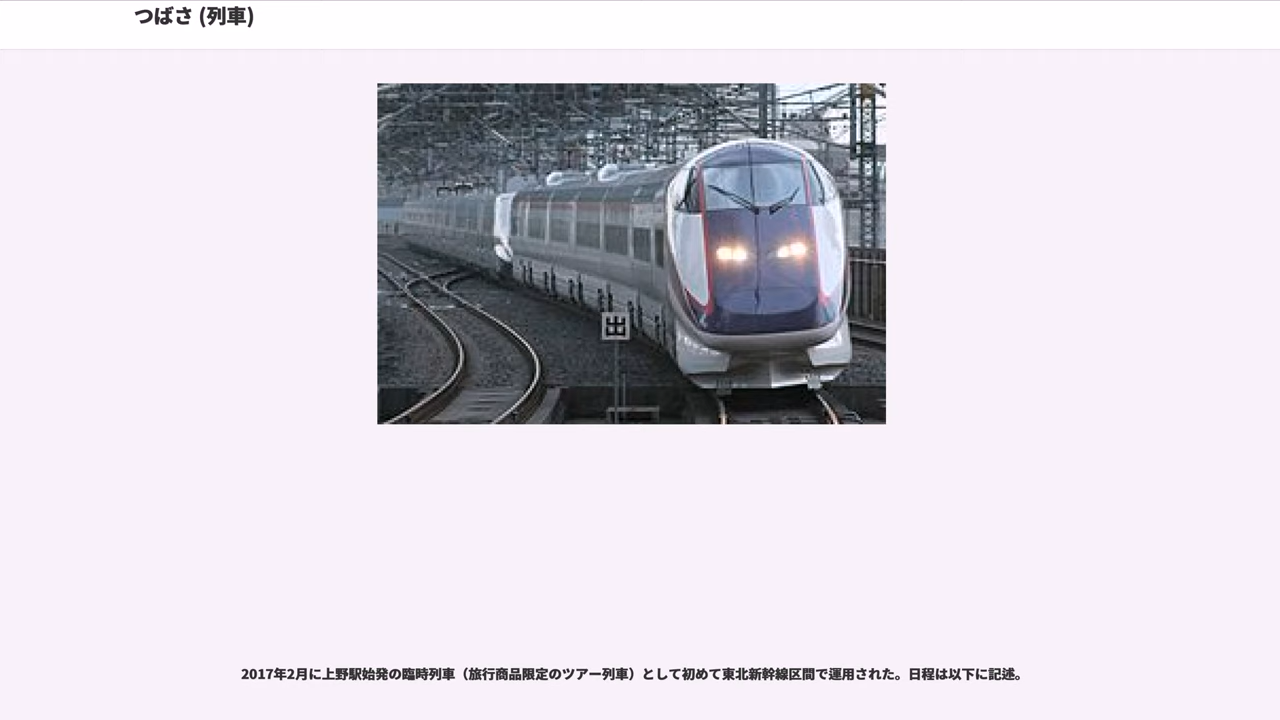 つばさ (列車)
出
2017年2月に上野駅始発の臨時列車（旅行商品限定のツアー列車）として初めて東北新幹線区間で運用された。日程は以下に記述。